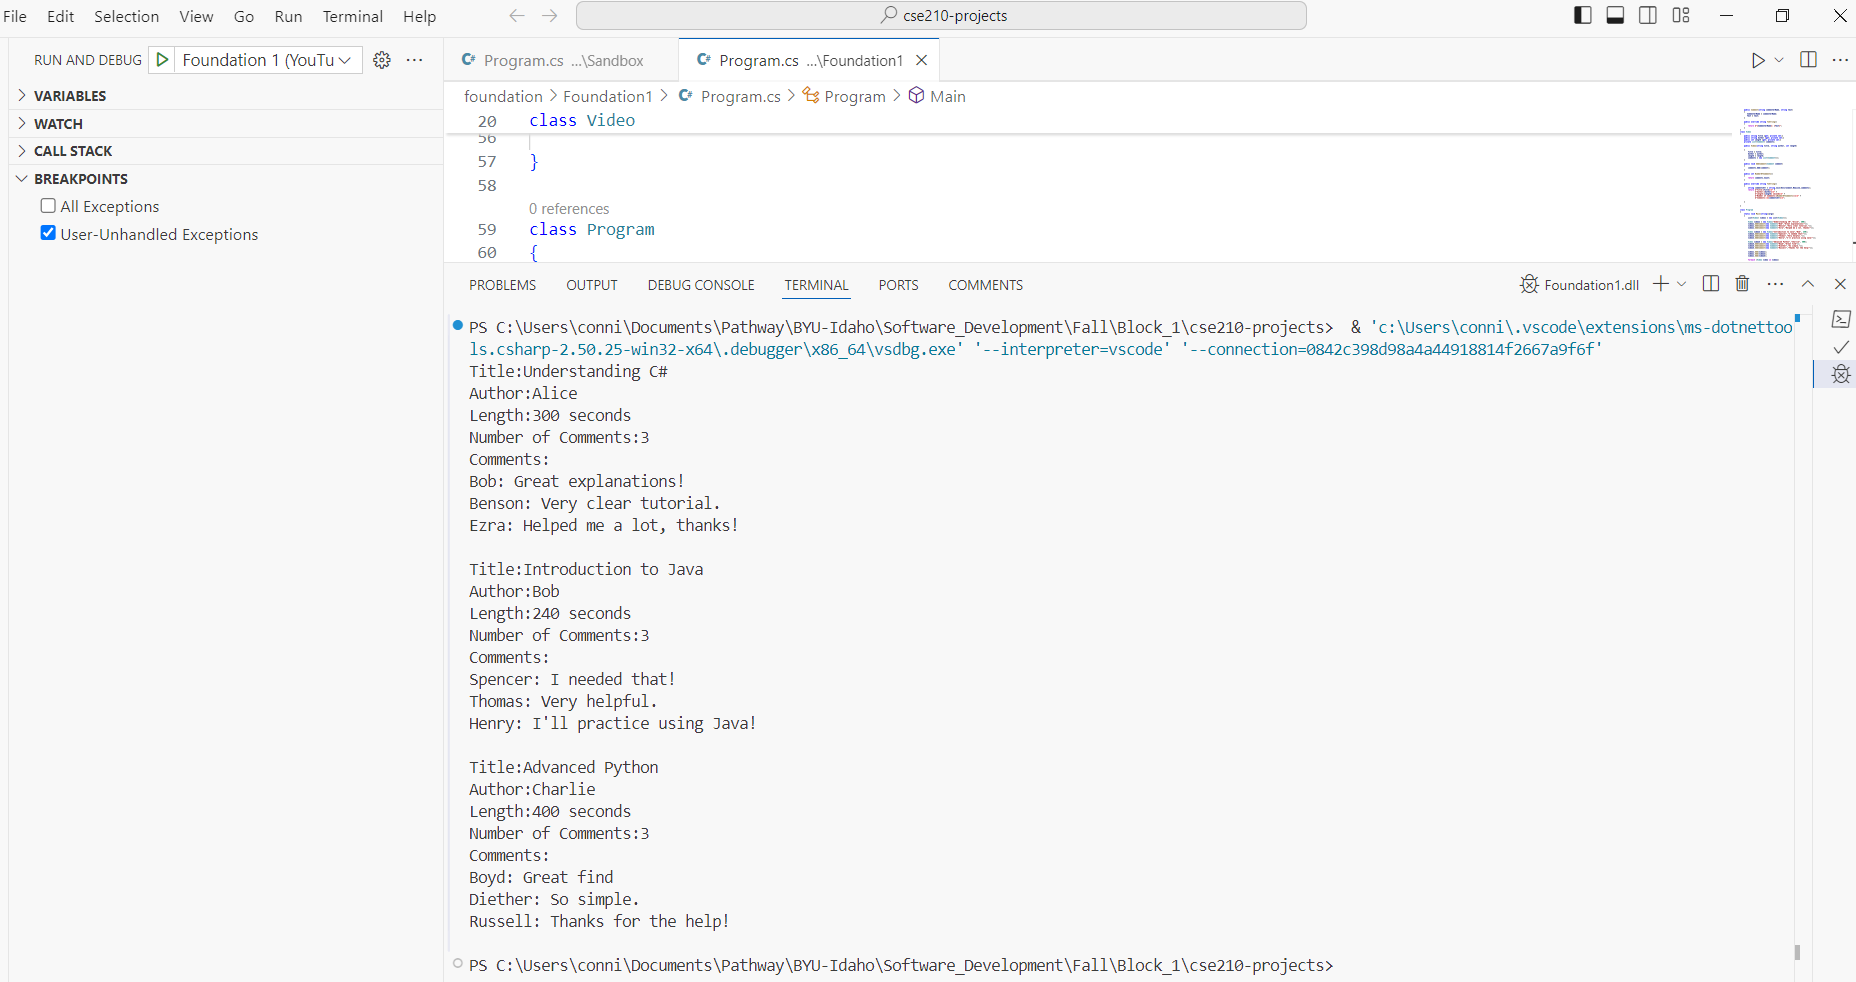 File Edit Selection View Go Run Terminal Help
cse210-projects
RUN AND DEBUG Foundation 1 (YouTu
VARIABLES
WATCH
CALL STACK
BREAKPOINTS
All Exceptions
User-Unhandled Exceptions
C# Program.cs ...\Sandbox
C# Program.cs ...\Foundation1
foundation > Foundation1 > C# Program.cs > Program > Main
20 class Video
56
57 }
58
0 references
59 class Program
60 {
PROBLEMS OUTPUT DEBUG CONSOLE TERMINAL PORTS COMMENTS
Foundation1.dll
PS C:\Users\conni\Documents\Pathway\BYU-Idaho\Software_Development\Fall\Block_1\cse210-projects> & 'c:\Users\conni\.vscode\extensions\ms-dotnettoo
ls.csharp-2.50.25-win32-x64\.debugger\x86_64\vsdbg.exe' '--interpreter=vscode' '--connection=0842c398d98a4a44918814f2667a9f6f'
Title:Understanding C#
Author:Alice
Length:300 seconds
Number of Comments:3
Comments:
Bob: Great explanations!
Benson: Very clear tutorial.
Ezra: Helped me a lot, thanks!
Title:Introduction to Java
Author:Bob
Length:240 seconds
Number of Comments:3
Comments:
Spencer: I needed that!
Thomas: Very helpful.
Henry: I'll practice using Java!
Title:Advanced Python
Author:Charlie
Length:400 seconds
Number of Comments:3
Comments:
Boyd: Great find
Diether: So simple.
Russell: Thanks for the help!
PS C:\Users\conni\Documents\Pathway\BYU-Idaho\Software_Development\Fall\Block_1\cse210-projects>